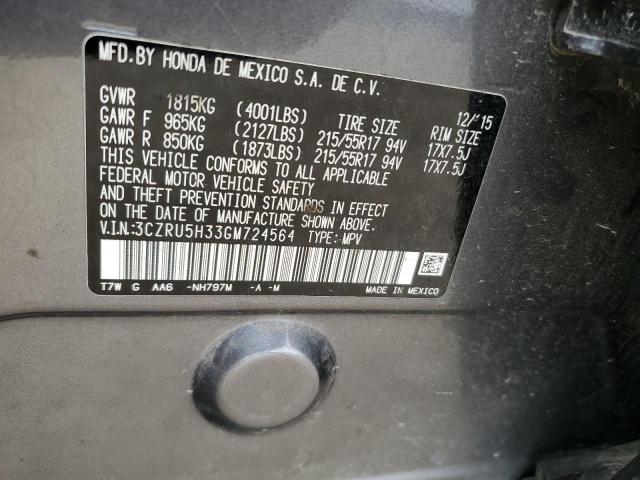 MFD. BY HONDA DE MEXICO S.A. DE C.V.
12/'15
GVWR 1815KG (4001LBS) TIRE SIZE RIM SIZE
GAWR F 965KG (2127LBS) 215/55R17 94V 17X7.5J
GAWR R 850KG (1873LBS) 215/55R17 94V 17X7.5J
THIS VEHICLE CONFORMS TO ALL APPLICABLE
FEDERAL MOTOR VEHICLE SAFETY
AND THEFT PREVENTION STANDARDS IN EFFECT
ON THE DATE OF MANUFACTURE SHOWN ABOVE.
V.I.N:3CZRU5H33GM724564 TYPE: MPV
T7W G AA6 -NH797M -A -M MADE IN MEXICO